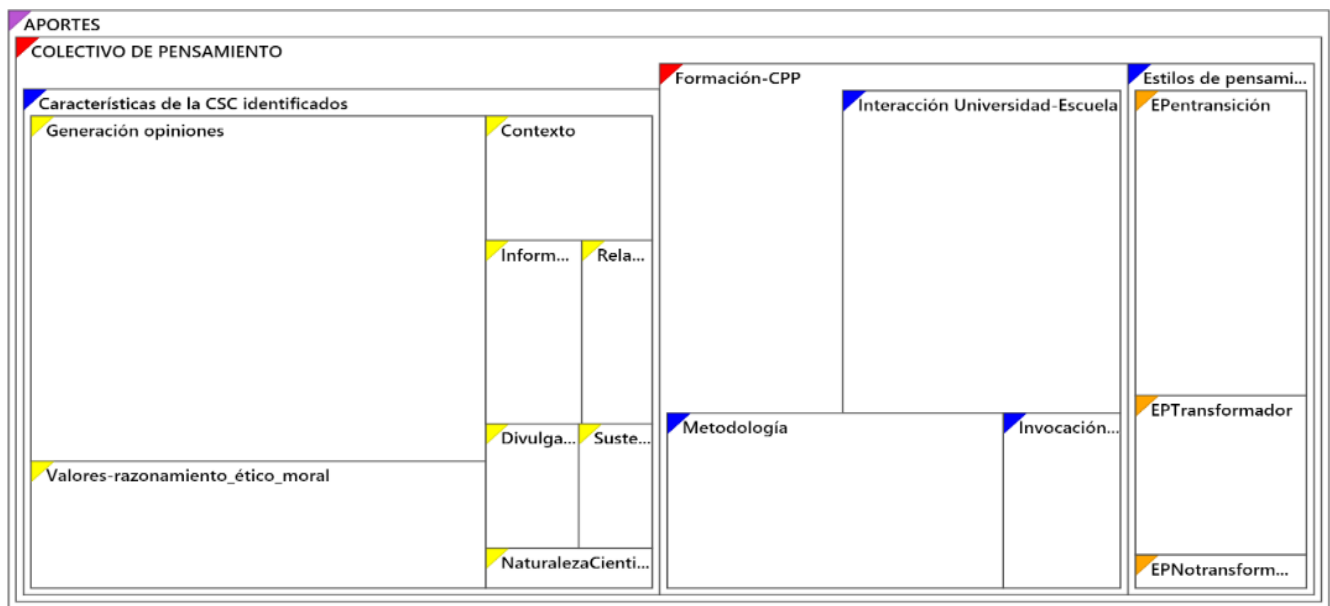 APORTES
COLECTIVO DE PENSAMIENTO
Características de la CSC identificados
Generación opiniones
Contexto
Inform...
Rela...
Divulga...
Suste...
Valores-razonamiento_ético_moral
NaturalezaCienti...
Formación-CPP
Interacción Universidad-Escuela
Metodología
Invocación...
Estilos de pensami...
EPentransición
EPTransformador
EPNotransform...